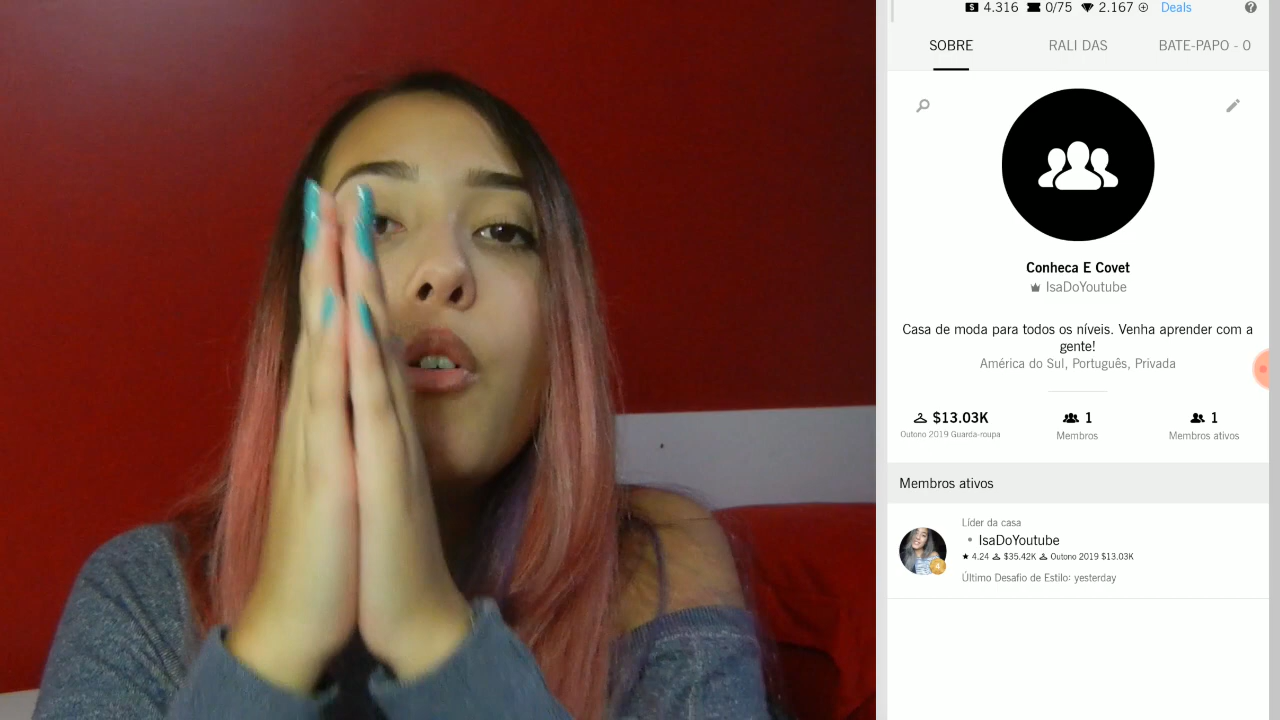 4.316 0/75 2.167 Deals
SOBRE RALI DAS BATE-PAPO - 0
Conheca E Covet
IsaDoYoutube
Casa de moda para todos os níveis. Venha aprender com a
gente!
América do Sul, Português, Privada
$13.03K 1 1
Outono 2019 Guarda-roupa Membros Membros ativos
Membros ativos
Líder da casa
IsaDoYoutube
4.24 $35.42K Outono 2019 $13.03K
Último Desafio de Estilo: yesterday